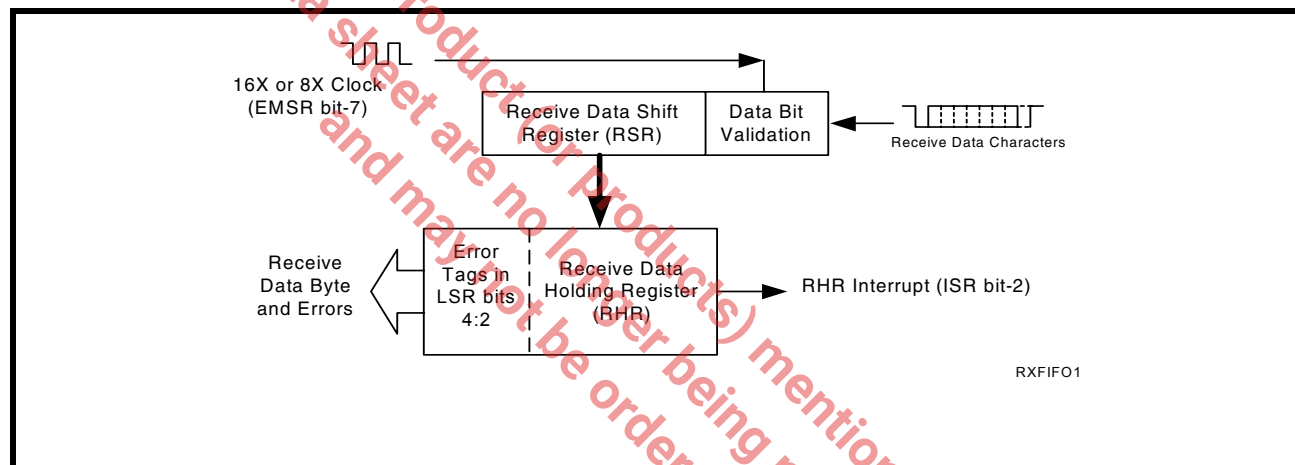 16X or 8X Clock
(EMSR bit-7)
Receive Data Shift
Register (RSR)
Data Bit
Validation
Receive Data Characters
Receive
Data Byte
and Errors
Error
Tags in
LSR bits
4:2
Receive Data
Holding Register
(RHR)
RHR Interrupt (ISR bit-2)
RXFIFO1
product (or products) mention
a sheet are no longer being
and may not be order